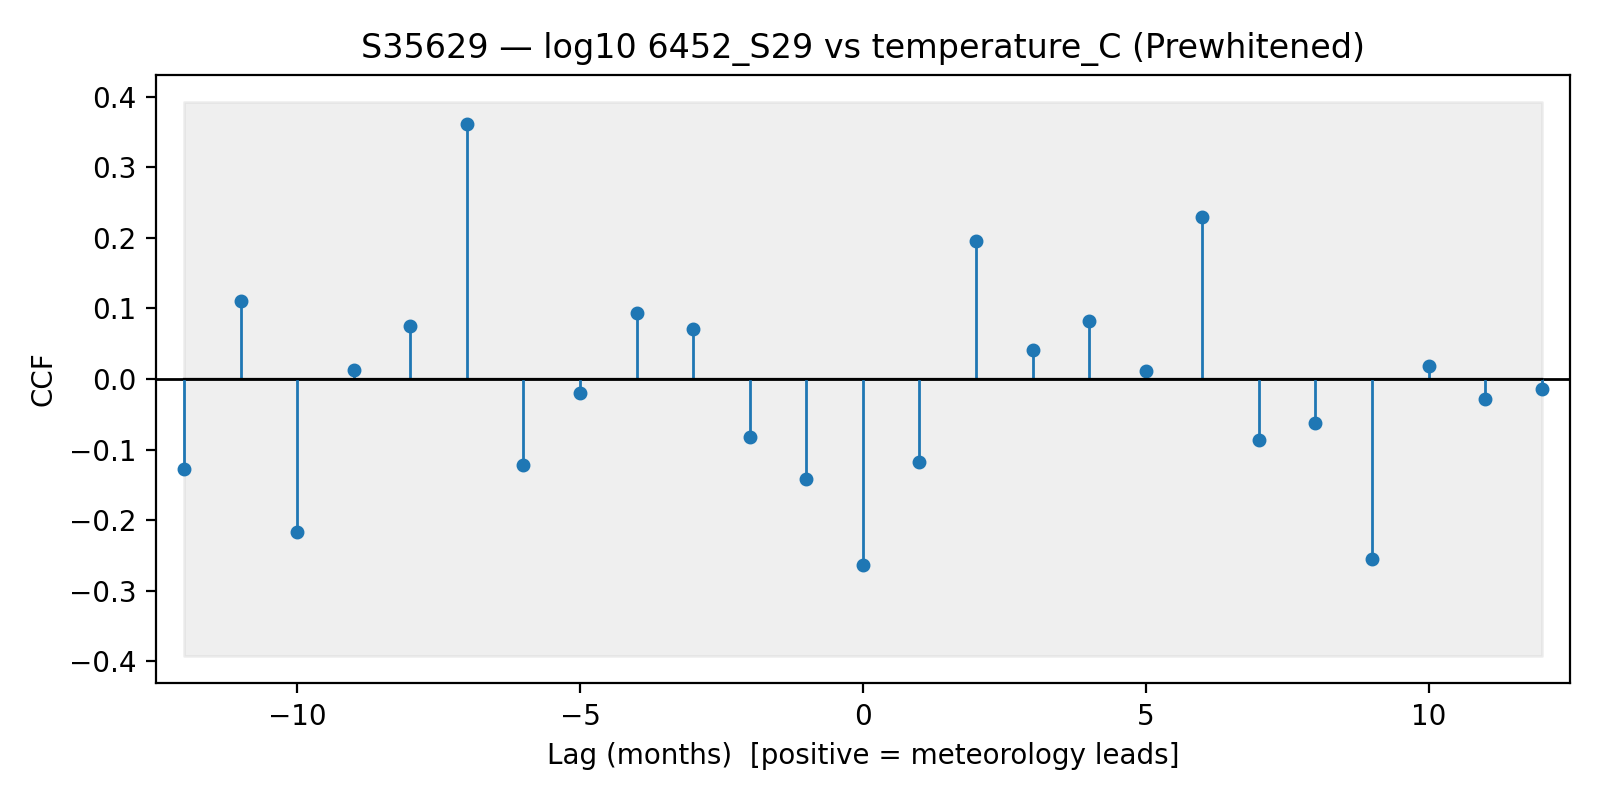 S35629 — log10 6452_S29 vs temperature_C (Prewhitened)
0.4
0.3
0.2
0.1
0.0
−0.1
−0.2
−0.3
−0.4
CCF
−10 −5 0 5 10
Lag (months)  [positive = meteorology leads]